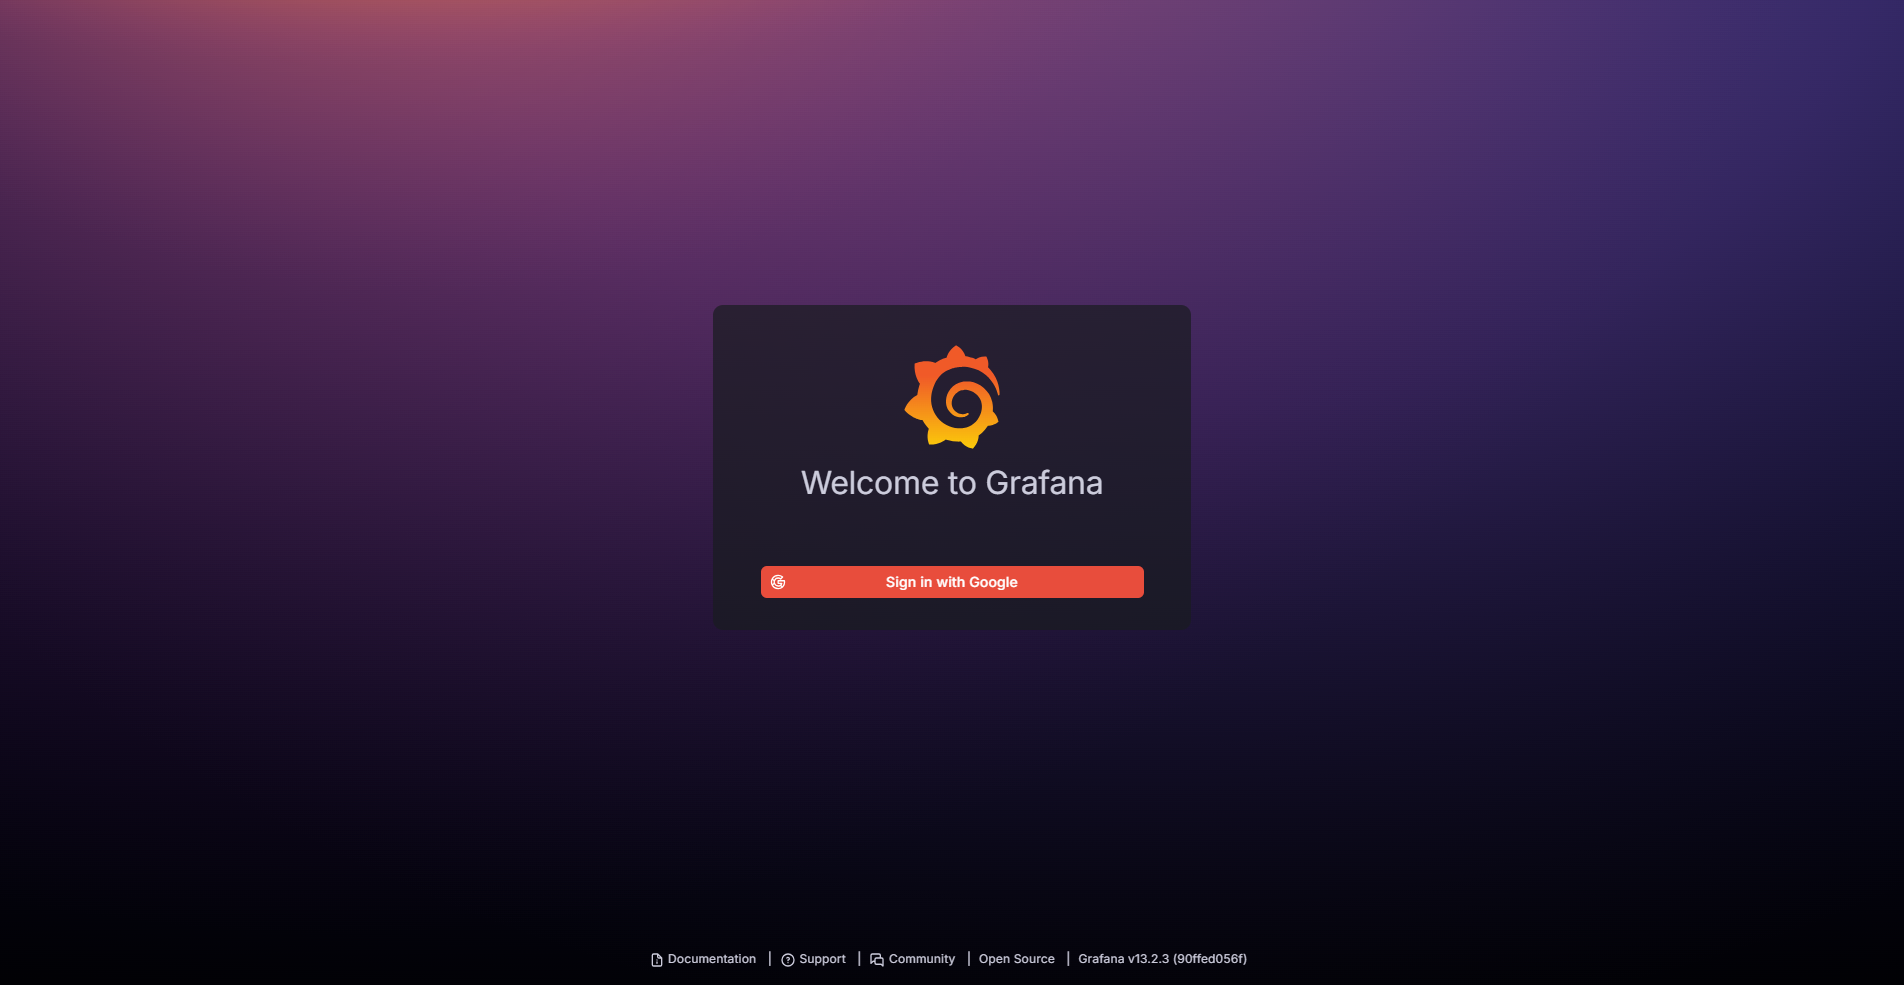 Welcome to Grafana
Sign in with Google
Documentation | Support | Community | Open Source | Grafana v13.2.3 (90ffed056f)